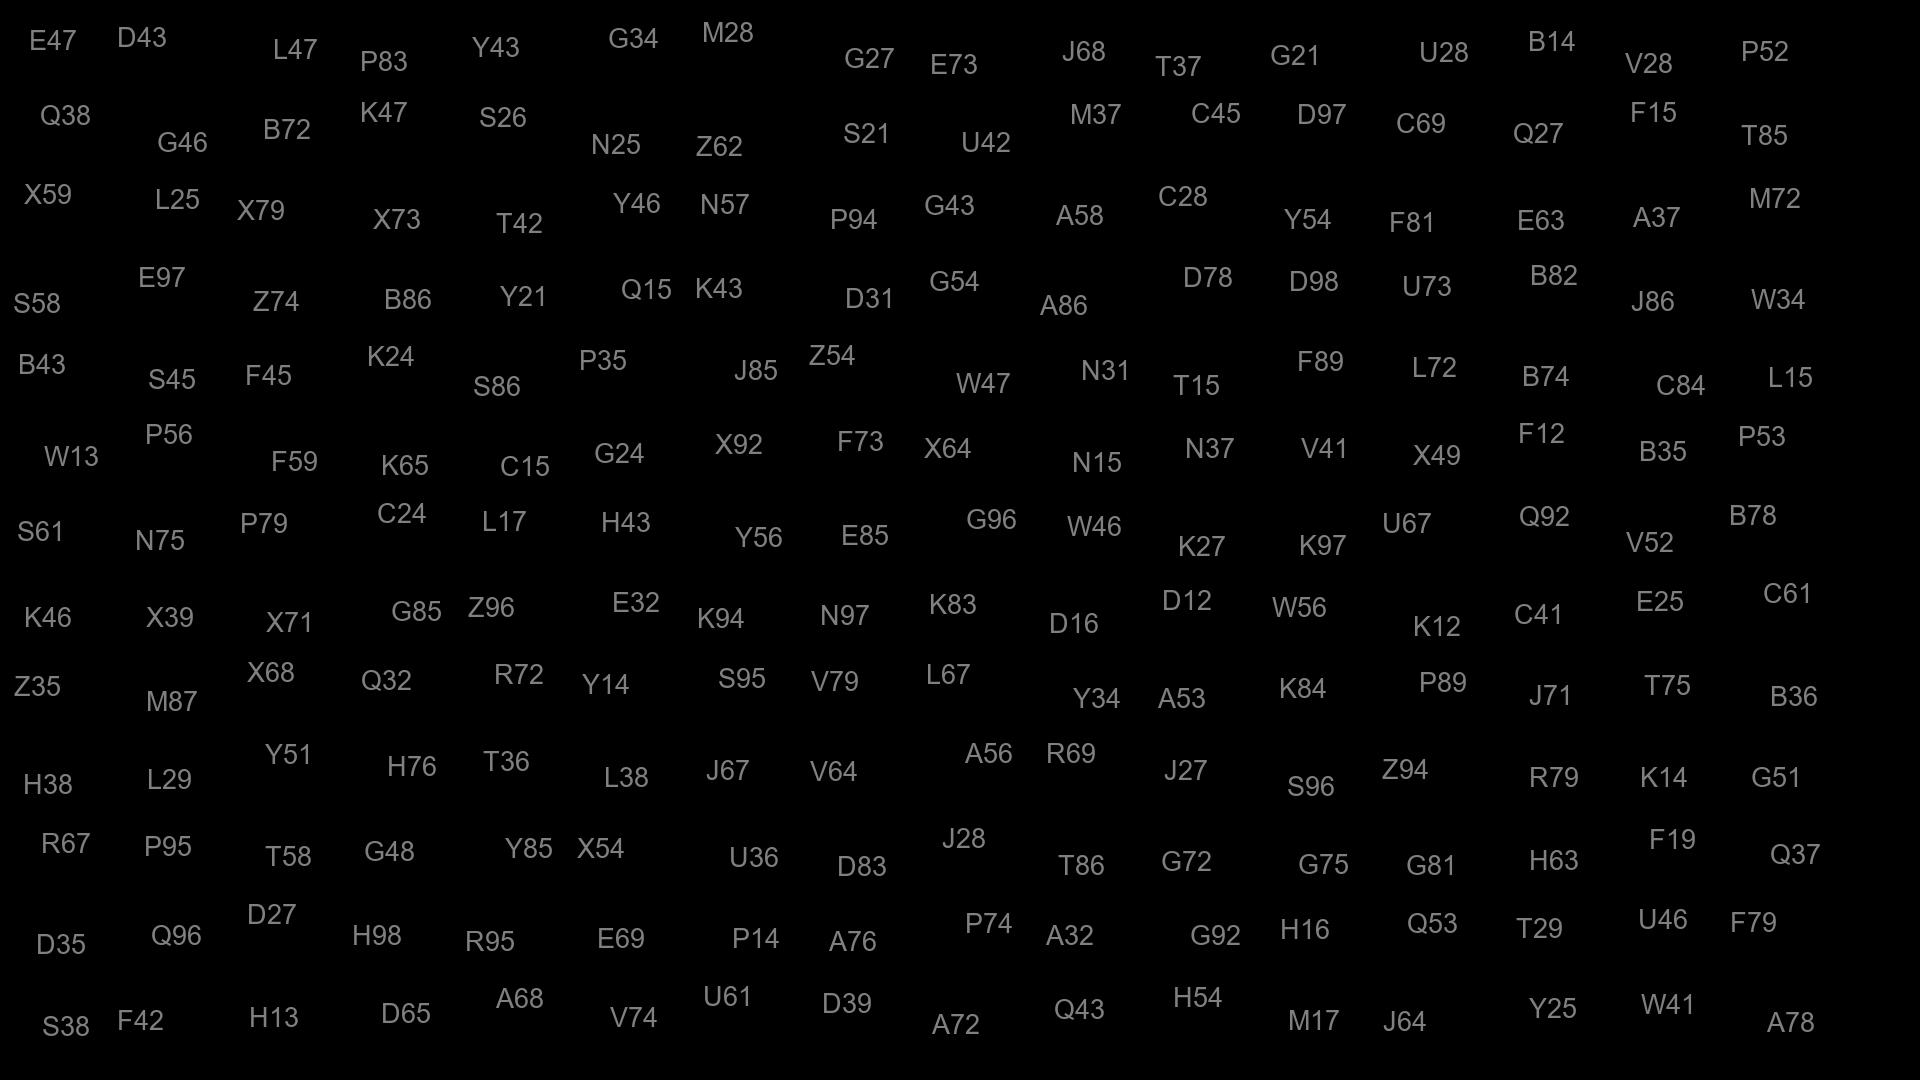 E47 D43 L47 P83 Y43 G34 M28 G27 E73 J68 T37 G21 U28 B14 V28 P52
Q38 G46 B72 K47 S26 N25 Z62 S21 U42 M37 C45 D97 C69 Q27 F15 T85
X59 L25 X79 X73 T42 Y46 N57 P94 G43 A58 C28 Y54 F81 E63 A37 M72
S58 E97 Z74 B86 Y21 Q15 K43 D31 G54 A86 D78 D98 U73 B82 J86 W34
B43 S45 F45 K24 S86 P35 J85 Z54 W47 N31 T15 F89 L72 B74 C84 L15
W13 P56 F59 K65 C15 G24 X92 F73 X64 N15 N37 V41 X49 F12 B35 P53
S61 N75 P79 C24 L17 H43 Y56 E85 G96 W46 K27 K97 U67 Q92 V52 B78
K46 X39 X71 G85 Z96 E32 K94 N97 K83 D16 D12 W56 K12 C41 E25 C61
Z35 M87 X68 Q32 R72 Y14 S95 V79 L67 Y34 A53 K84 P89 J71 T75 B36
H38 L29 Y51 H76 T36 L38 J67 V64 A56 R69 J27 S96 Z94 R79 K14 G51
R67 P95 T58 G48 Y85 X54 U36 D83 J28 T86 G72 G75 G81 H63 F19 Q37
D35 Q96 D27 H98 R95 E69 P14 A76 P74 A32 G92 H16 Q53 T29 U46 F79
S38 F42 H13 D65 A68 V74 U61 D39 A72 Q43 H54 M17 J64 Y25 W41 A78